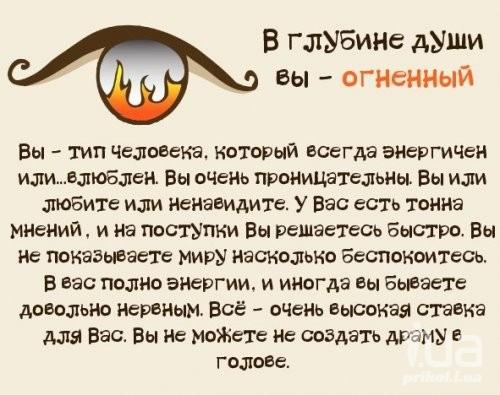 В глубине души
вы - огненный
Вы - тип человека, который всегда энергичен
или...влюблен. Вы очень проницательны. Вы или
любите или ненавидите. У Вас есть тонна
мнений, и на поступки Вы решаетесь быстро. Вы
не показываете миру насколько беспокоитесь.
В вас полно энергии, и иногда вы бываете
довольно нервным. Всё - очень высокая ставка
для Вас. Вы не можете не создать драму в
голове.
i.ua
prikol.i.ua